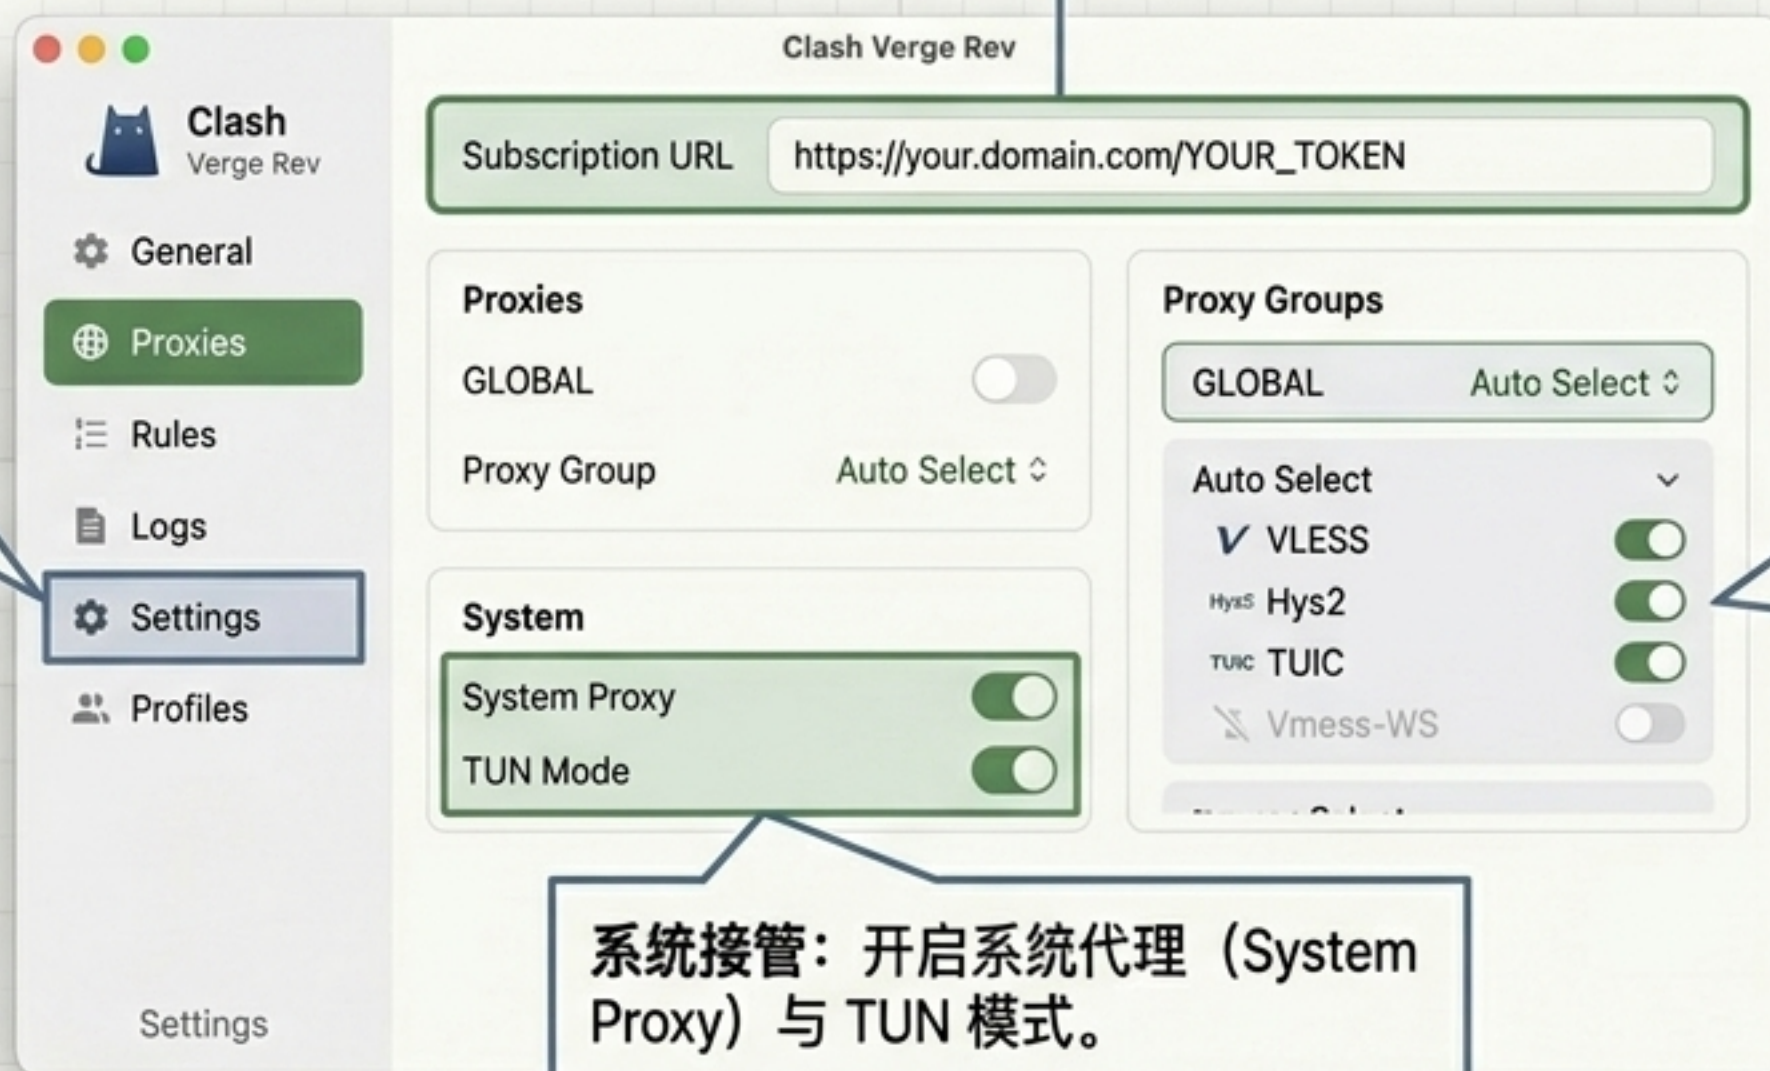 Clash Verge Rev
Clash
Verge Rev
General
Proxies
Rules
Logs
Settings
Profiles
Settings
Subscription URL https://your.domain.com/YOUR_TOKEN
Proxies
GLOBAL
Proxy Group Auto Select
System
System Proxy
TUN Mode
Proxy Groups
GLOBAL Auto Select
Auto Select
V VLESS
Hys2
TUIC TUIC
Vmess-WS
系统接管：开启系统代理（System
Proxy）与 TUN 模式。